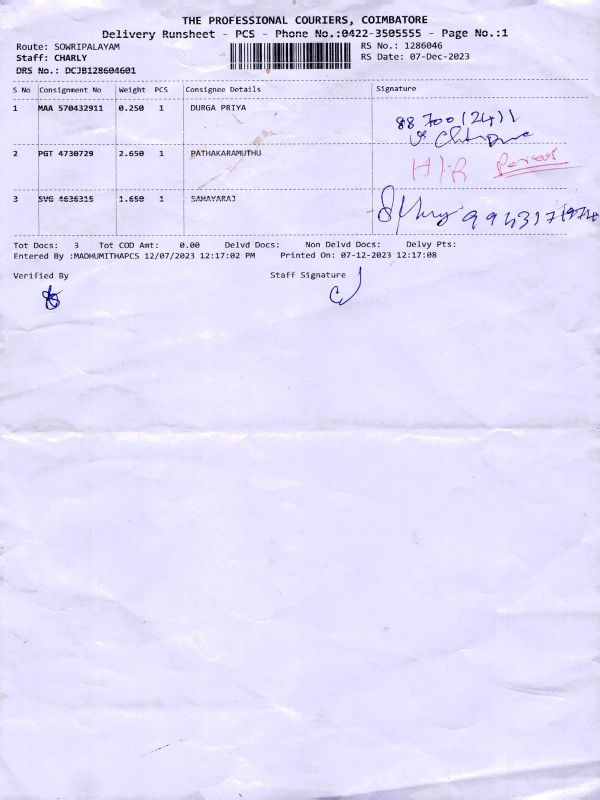 THE PROFESSIONAL COURIERS, COIMBATORE
Delivery Runsheet - PCS - Phone No.:0422-3505555 - Page No.:1
Route: SOWRIPALAYAM RS No.: 1286046
Staff: CHARLY RS Date: 07-Dec-2023
DRS No.: DCJB128604601
S No Consignment No Weight PCS Consignee Details Signature
1 MAA 570432911 0.250 1 DURGA PRIYA
8870012411
2 PGT 4730729 2.650 1 PATHAKARAMUTHU
H/R
3 SVG 4636315 1.650 1 SAHAYARAJ
Tot Docs: 3 Tot COD Amt: 0.00 Delvd Docs: Non Delvd Docs: Delvy Pts:
Entered By :MADHUMITHAPCS 12/07/2023 12:17:02 PM Printed On: 07-12-2023 12:17:08
Verified By Staff Signature